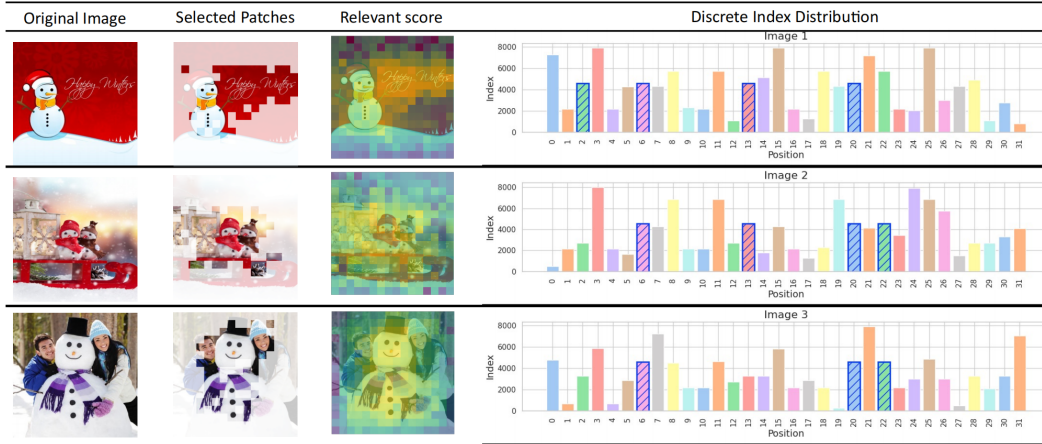 Original Image Selected Patches Relevant score Discrete Index Distribution
Happy Winters
Happy Winters
Happy Winters
Image 1
Index
8000
6000
4000
2000
0
0 1 2 3 4 5 6 7 8 9 10 11 12 13 14 15 16 17 18 19 20 21 22 23 24 25 26 27 28 29 30 31
Position
Image 2
Index
8000
6000
4000
2000
0
0 1 2 3 4 5 6 7 8 9 10 11 12 13 14 15 16 17 18 19 20 21 22 23 24 25 26 27 28 29 30 31
Position
Image 3
Index
8000
6000
4000
2000
0
0 1 2 3 4 5 6 7 8 9 10 11 12 13 14 15 16 17 18 19 20 21 22 23 24 25 26 27 28 29 30 31
Position